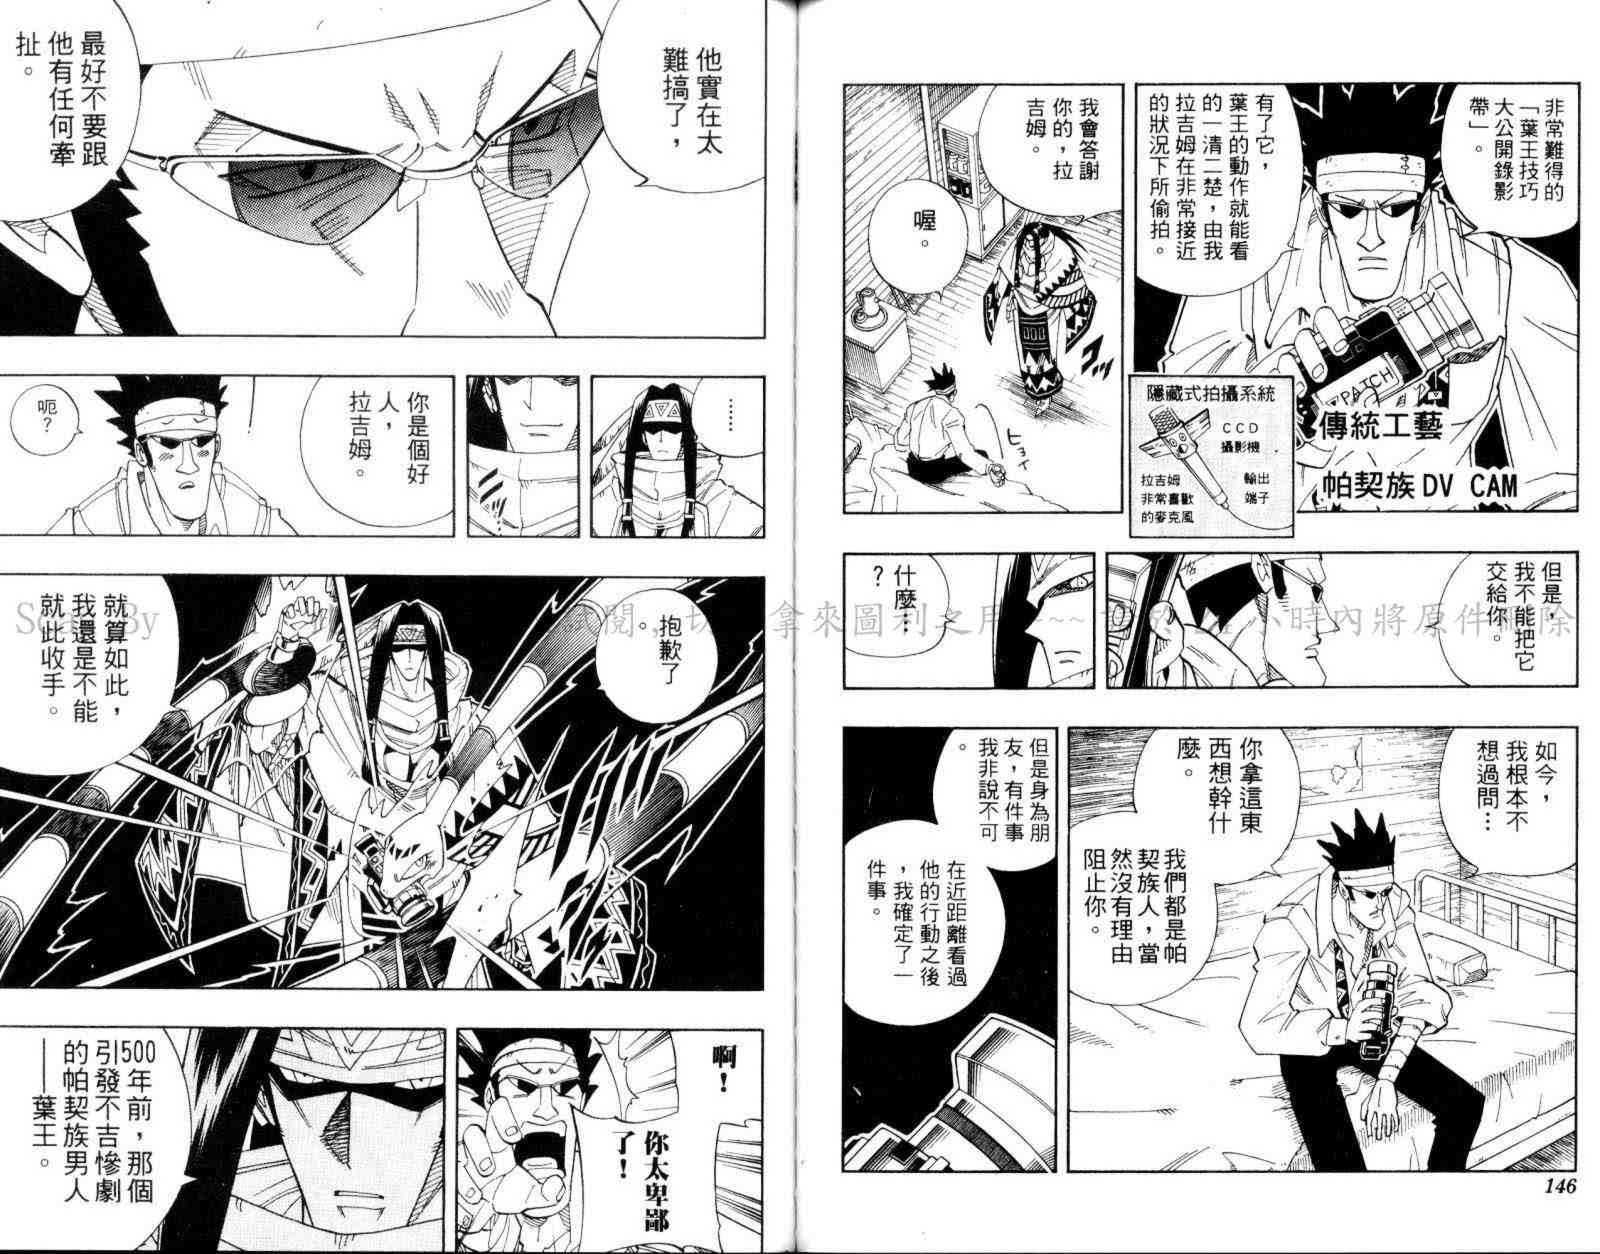 非常難得的
「葉王技巧
大公開錄影
帶」。
有了它，
葉王的動作就能看
的一清二楚，由我
拉吉姆在非常接近
的狀況下所偷拍。
PATCH
傳統工藝
帕契族DV CAM
隱藏式拍攝系統
CCD
攝影機
輸出
端子
拉吉姆
非常喜歡
的麥克風
我會答謝
你的，拉
吉姆。
喔。
ヒョイ
但是，
我不能把它
交給你。
什麼…
？
如今，
我根本不
想過問…
你拿這東
西想幹什
麼。
我們都是帕
契族人，當
然沒有理由
阻止你。
但是身為朋
友，有件事
我非說不可
。
在近距離看過
他的行動之後
，我確定了一
件事。
146
他實在太
難搞了，
最好不要跟
他有任何牽
扯。
……
你是個好
人，
拉吉姆。
呃？
抱歉了
。
就算如此，
我還是不能
就此收手。
啊！
你太卑鄙
了！
500年前，那個
引發不吉慘劇
的帕契族男人
——葉王。